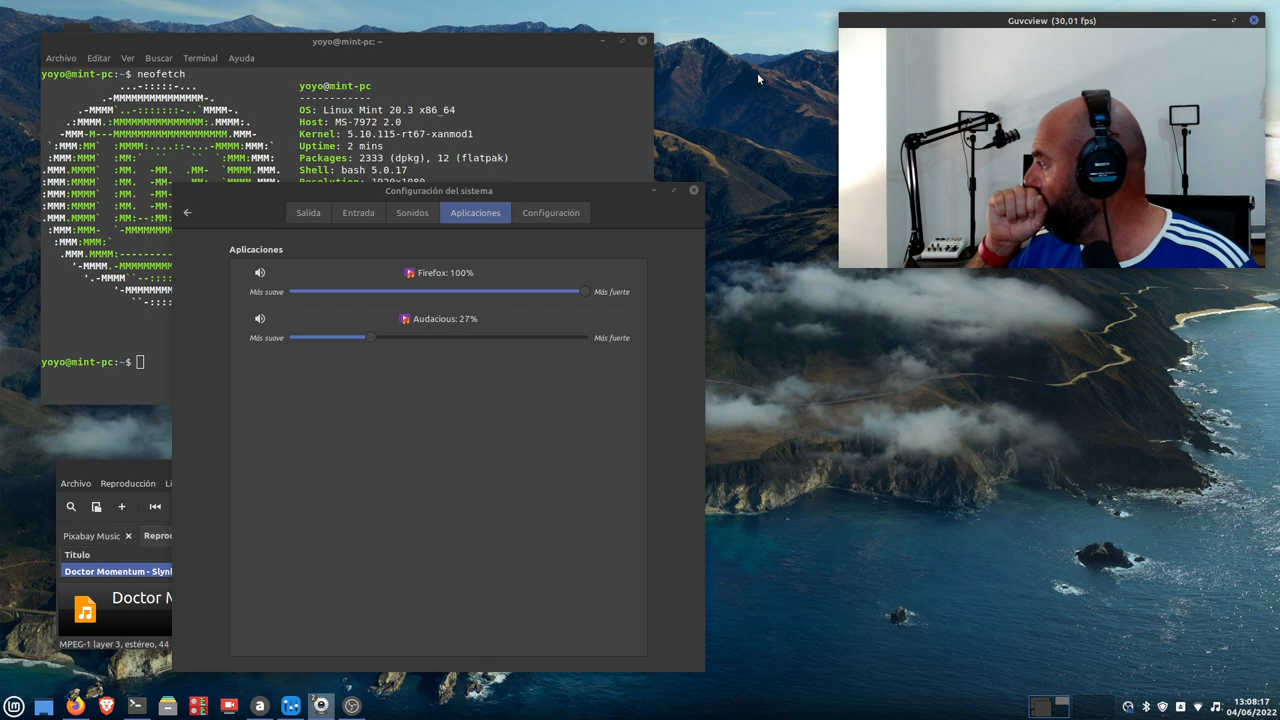 yoyo@mint-pc: ~
Archivo Editar Ver Buscar Terminal Ayuda
yoyo@mint-pc:~$ neofetch
yoyo@mint-pc
------------
OS: Linux Mint 20.3 x86_64
Host: MS-7972 2.0
Kernel: 5.10.115-rt67-xanmod1
Uptime: 2 mins
Packages: 2333 (dpkg), 12 (flatpak)
Shell: bash 5.0.17
yoyo@mint-pc:~$
Configuración del sistema
Salida Entrada Sonidos Aplicaciones Configuración
Aplicaciones
Firefox: 100%
Más suave Más fuerte
Audacious: 27%
Más suave Más fuerte
Guvcview (30,01 fps)
Archivo Reproducción Li
Pixabay Music Repro
Título
Doctor Momentum - Slyn
Doctor M
MPEG-1 layer 3, estéreo, 44
13:08:17
04/06/2022